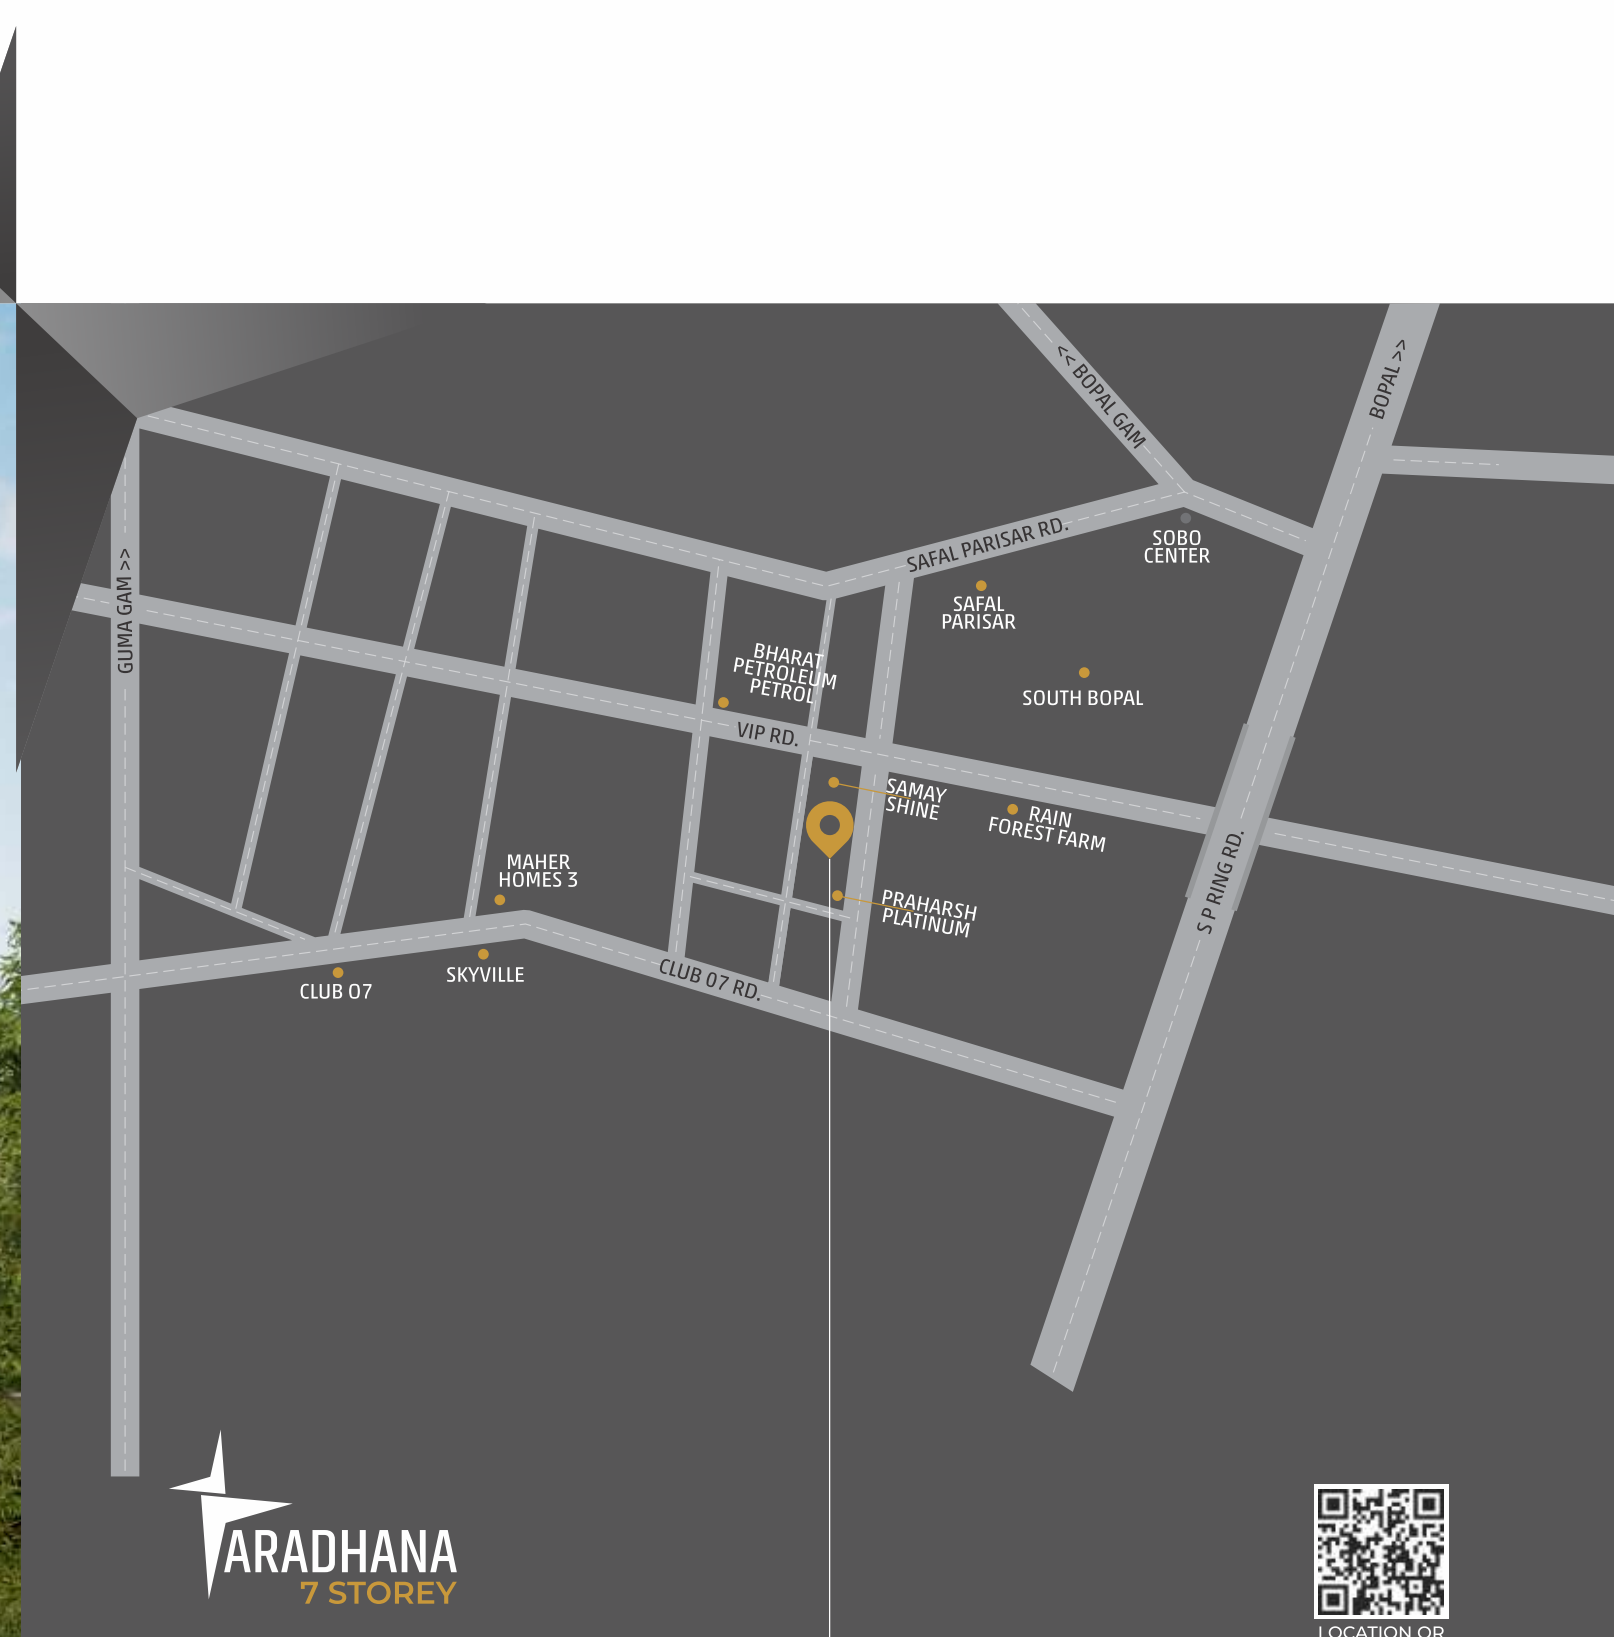 << BOPAL GAM
BOPAL >>
SAFAL PARISAR RD.
SOBO
CENTER
GUMA GAM >>
SAFAL
PARISAR
BHARAT
PETROLEUM
PETROL
SOUTH BOPAL
VIP RD.
SAMAY
SHINE
RAIN
FOREST FARM
S P RING RD.
MAHER
HOMES 3
PRAHARSH
PLATINUM
CLUB 07
SKYVILLE
CLUB 07 RD.
ARADHANA
7 STOREY
LOCATION QR